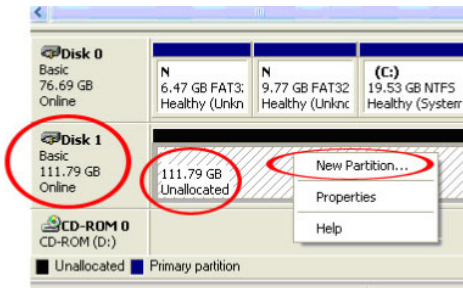 Disk 0
Basic
76.69 GB
Online
N
6.47 GB FAT3:
Healthy (Unkn
N
9.77 GB FAT32
Healthy (Unknc
(C:)
19.53 GB NTFS
Healthy (System
Disk 1
Basic
111.79 GB
Online
111.79 GB
Unallocated
New Partition...
Properties
Help
CD-ROM 0
CD-ROM (D:)
Unallocated
Primary partition